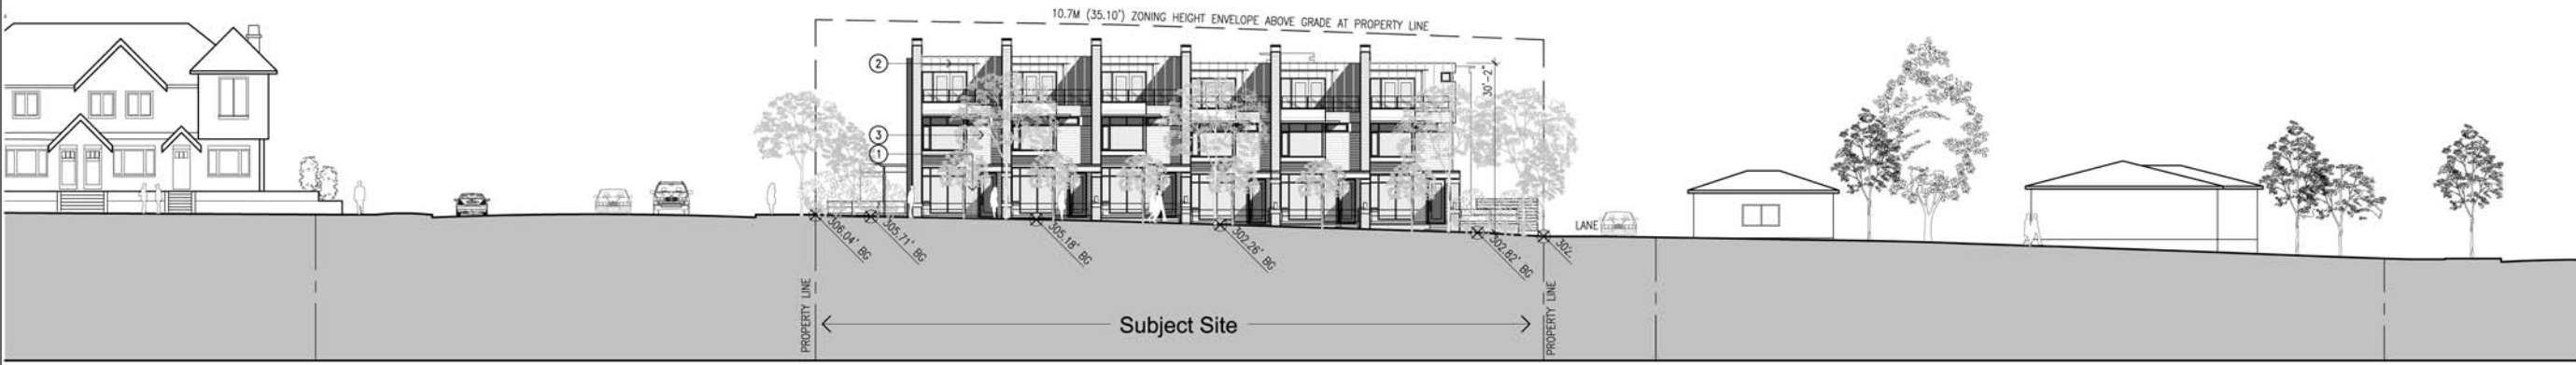 10.7M (35.10') ZONING HEIGHT ENVELOPE ABOVE GRADE AT PROPERTY LINE
2
30'-2"
3
1
LANE
306.04' BG
305.71' BG
305.18' BG
302.26' BG
302.82' BG
302.
PROPERTY LINE
Subject Site
PROPERTY LINE